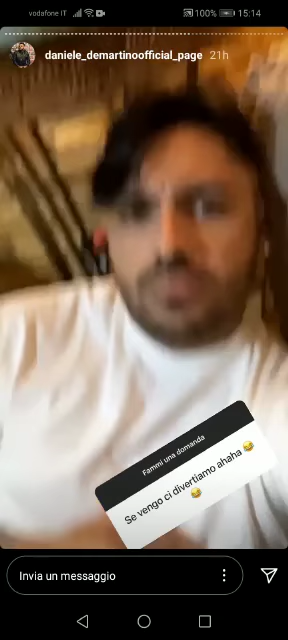 vodafone IT 100% 15:14
daniele_demartinoofficial_page 21h
Fammi una domanda
Se vengo ci divertiamo ahaha 🤣
🤣
Invia un messaggio